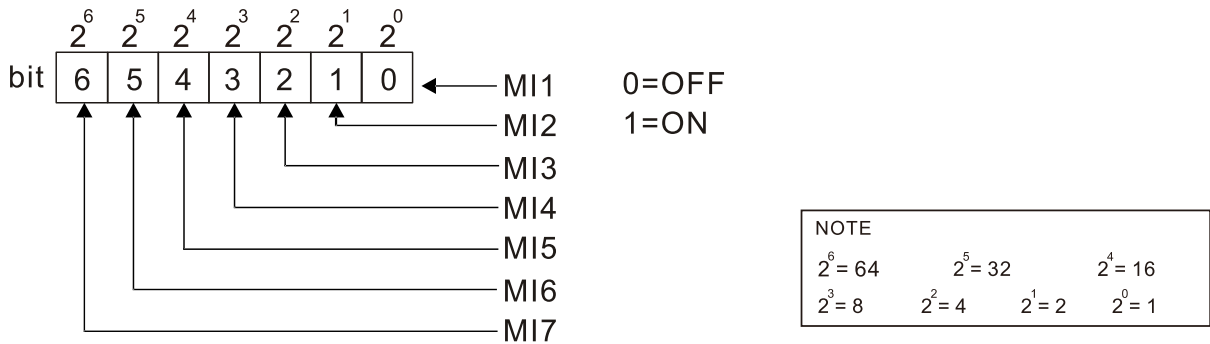 2⁶ 2⁵ 2⁴ 2³ 2² 2¹ 2⁰
bit 6 5 4 3 2 1 0
MI1 0=OFF
MI2 1=ON
MI3
MI4
MI5
MI6
MI7
NOTE
2⁶= 64 2⁵= 32 2⁴= 16
2³= 8 2²= 4 2¹= 2 2⁰= 1